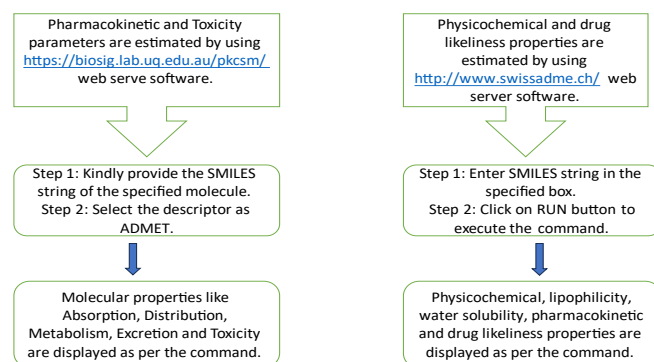 Pharmacokinetic and Toxicity
parameters are estimated by using
https://biosig.lab.uq.edu.au/pkcsm/
web serve software.
Step 1: Kindly provide the SMILES
string of the specified molecule.
Step 2: Select the descriptor as
ADMET.
Molecular properties like
Absorption, Distribution,
Metabolism, Excretion and Toxicity
are displayed as per the command.
Physicochemical and drug
likeliness properties are
estimated by using
http://www.swissadme.ch/ web
server software.
Step 1: Enter SMILES string in the
specified box.
Step 2: Click on RUN button to
execute the command.
Physicochemical, lipophilicity,
water solubility, pharmacokinetic
and drug likeliness properties are
displayed as per the command.